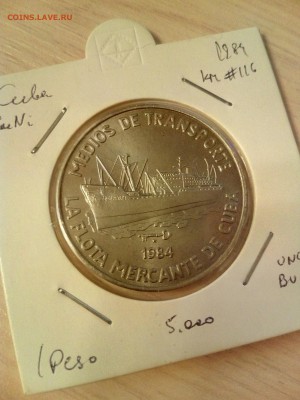 COINS.LAVE.RU
Cuba
CuNi
1984
KM #116
MEDIOS DE TRANSPORTE
LA FLOTA MERCANTE DE CUBA
1984
UNC
BU
5.000
1 Peso